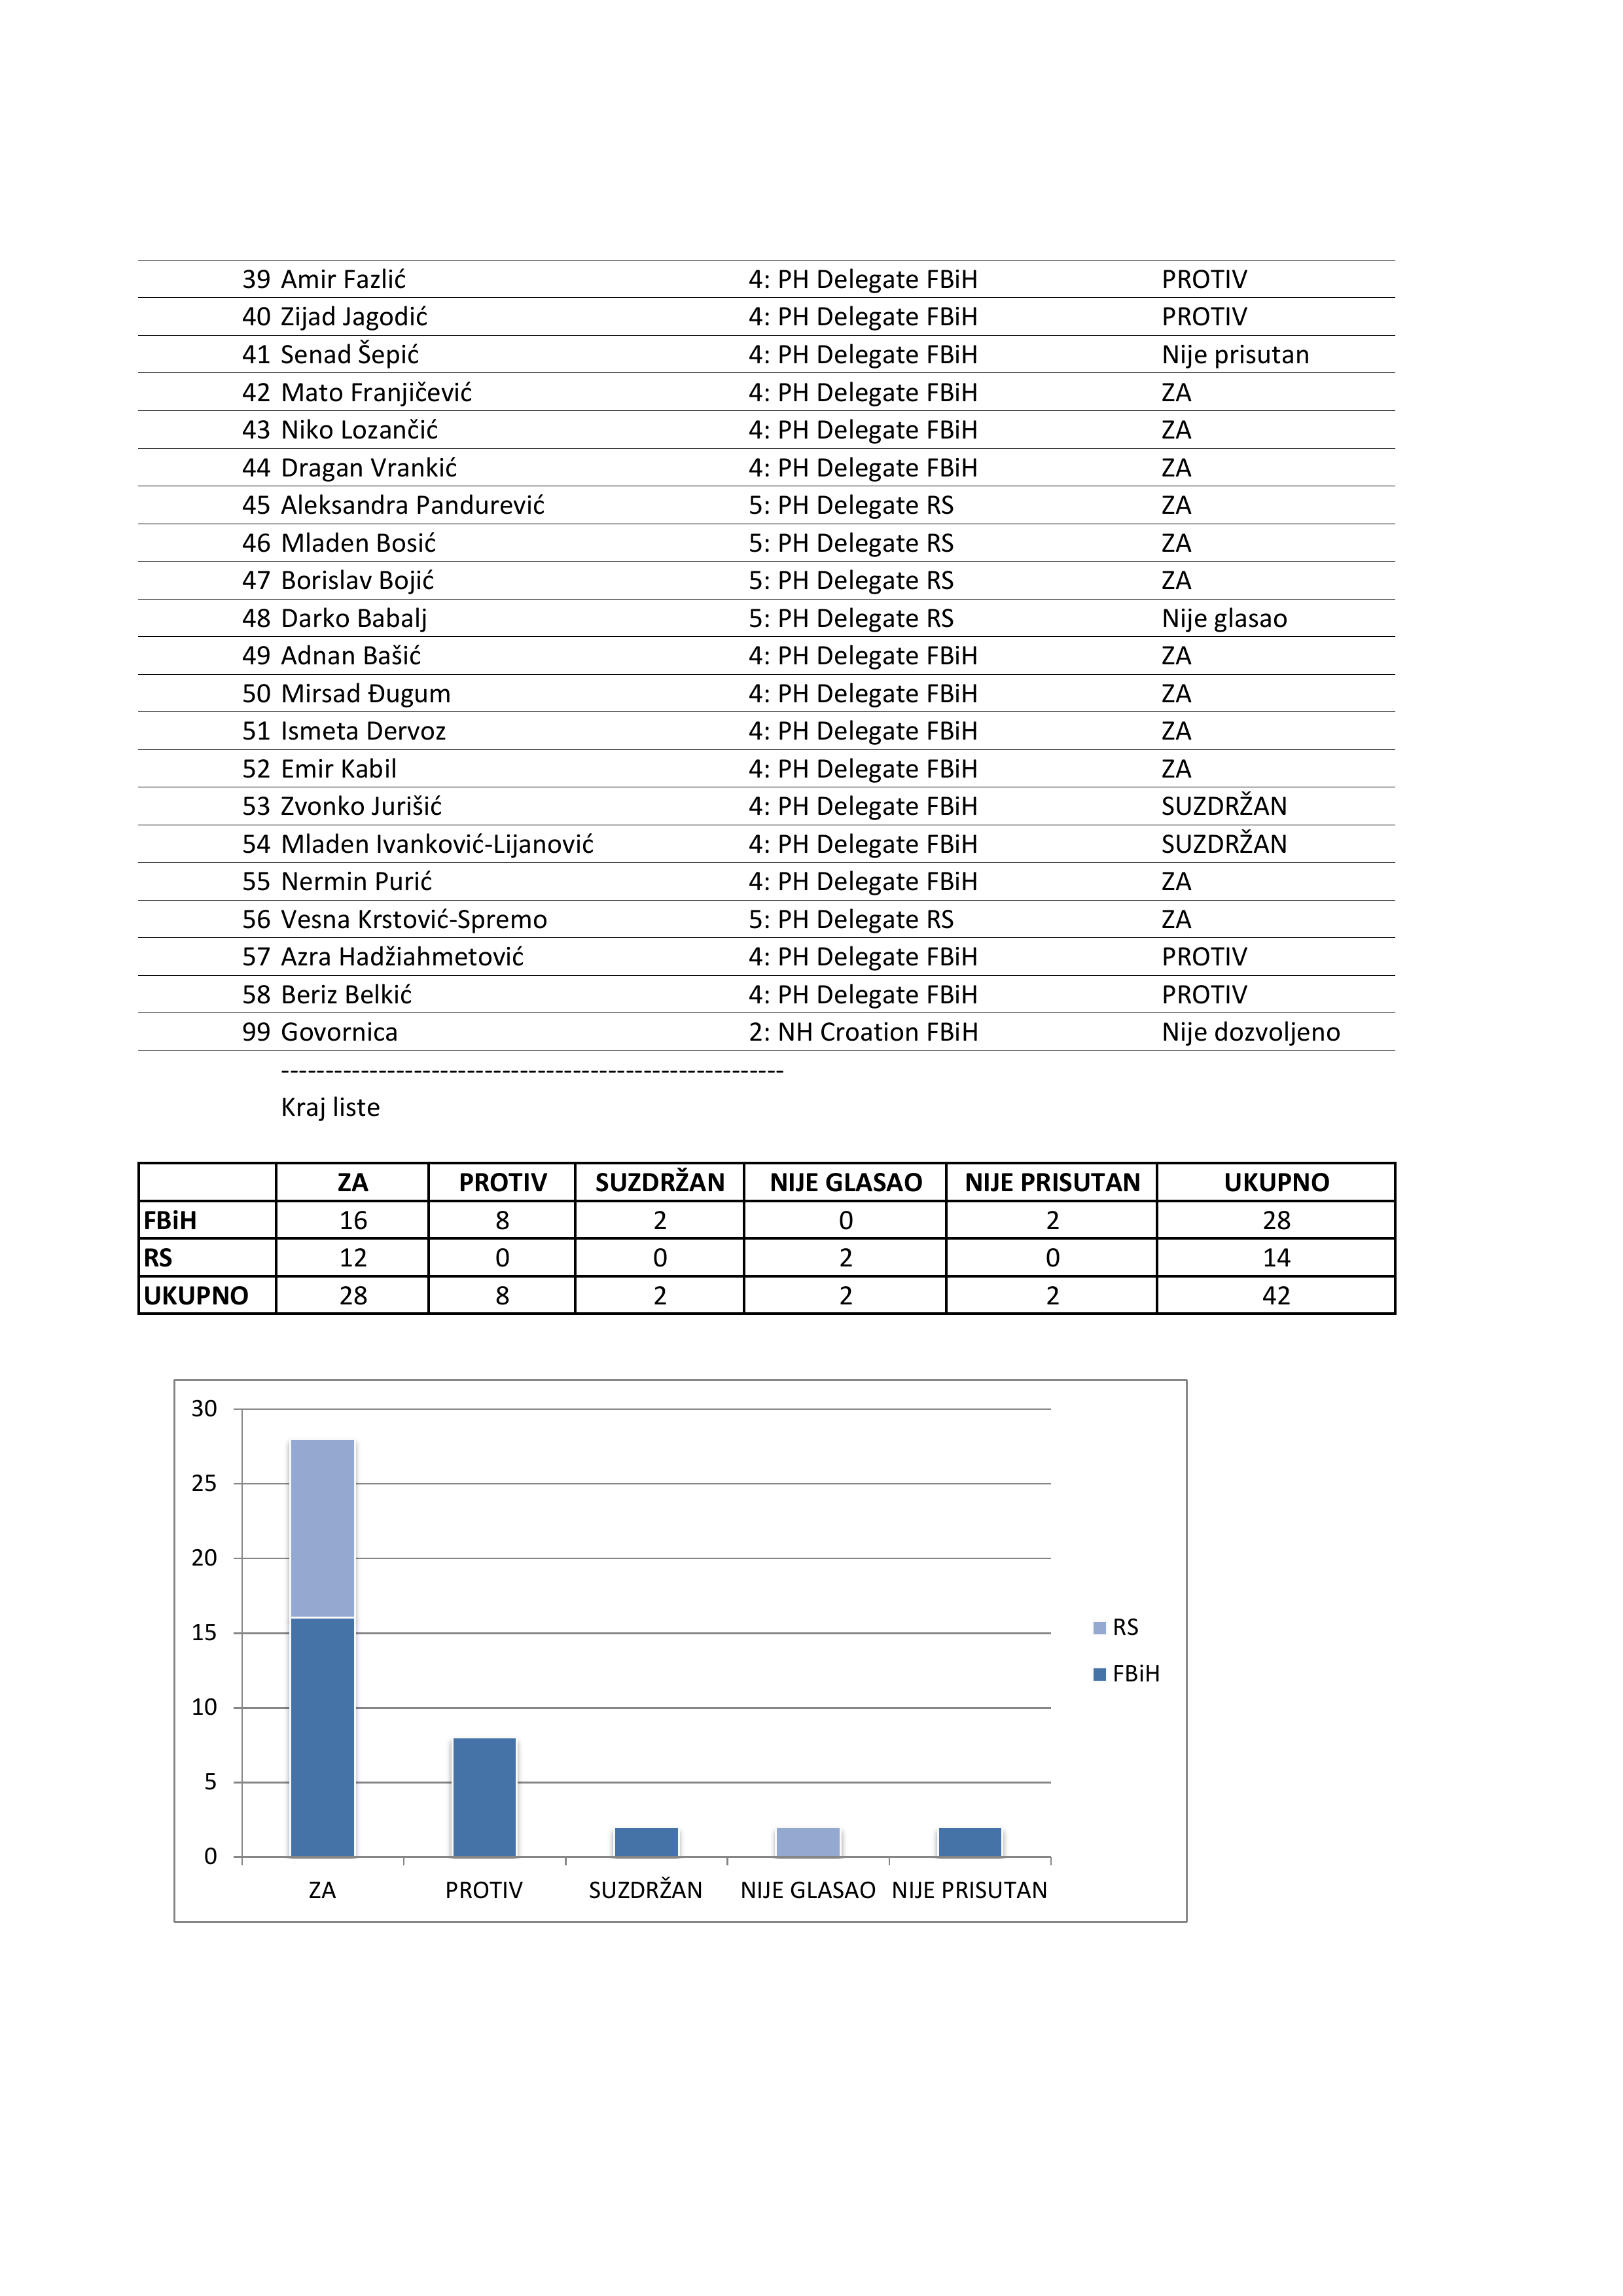 39 Amir Fazlić 4: PH Delegate FBiH PROTIV
40 Zijad Jagodić 4: PH Delegate FBiH PROTIV
41 Senad Šepić 4: PH Delegate FBiH Nije prisutan
42 Mato Franjičević 4: PH Delegate FBiH ZA
43 Niko Lozančić 4: PH Delegate FBiH ZA
44 Dragan Vrankić 4: PH Delegate FBiH ZA
45 Aleksandra Pandurević 5: PH Delegate RS ZA
46 Mladen Bosić 5: PH Delegate RS ZA
47 Borislav Bojić 5: PH Delegate RS ZA
48 Darko Babalj 5: PH Delegate RS Nije glasao
49 Adnan Bašić 4: PH Delegate FBiH ZA
50 Mirsad Đugum 4: PH Delegate FBiH ZA
51 Ismeta Dervoz 4: PH Delegate FBiH ZA
52 Emir Kabil 4: PH Delegate FBiH ZA
53 Zvonko Jurišić 4: PH Delegate FBiH SUZDRŽAN
54 Mladen Ivanković-Lijanović 4: PH Delegate FBiH SUZDRŽAN
55 Nermin Purić 4: PH Delegate FBiH ZA
56 Vesna Krstović-Spremo 5: PH Delegate RS ZA
57 Azra Hadžiahmetović 4: PH Delegate FBiH PROTIV
58 Beriz Belkić 4: PH Delegate FBiH PROTIV
99 Govornica 2: NH Croation FBiH Nije dozvoljeno
---------------------------------------------------------
Kraj liste
ZA PROTIV SUZDRŽAN NIJE GLASAO NIJE PRISUTAN UKUPNO
FBiH 16 8 2 0 2 28
RS 12 0 0 2 0 14
UKUPNO 28 8 2 2 2 42
30
25
20
15
10
5
0
ZA PROTIV SUZDRŽAN NIJE GLASAO NIJE PRISUTAN
RS
FBiH